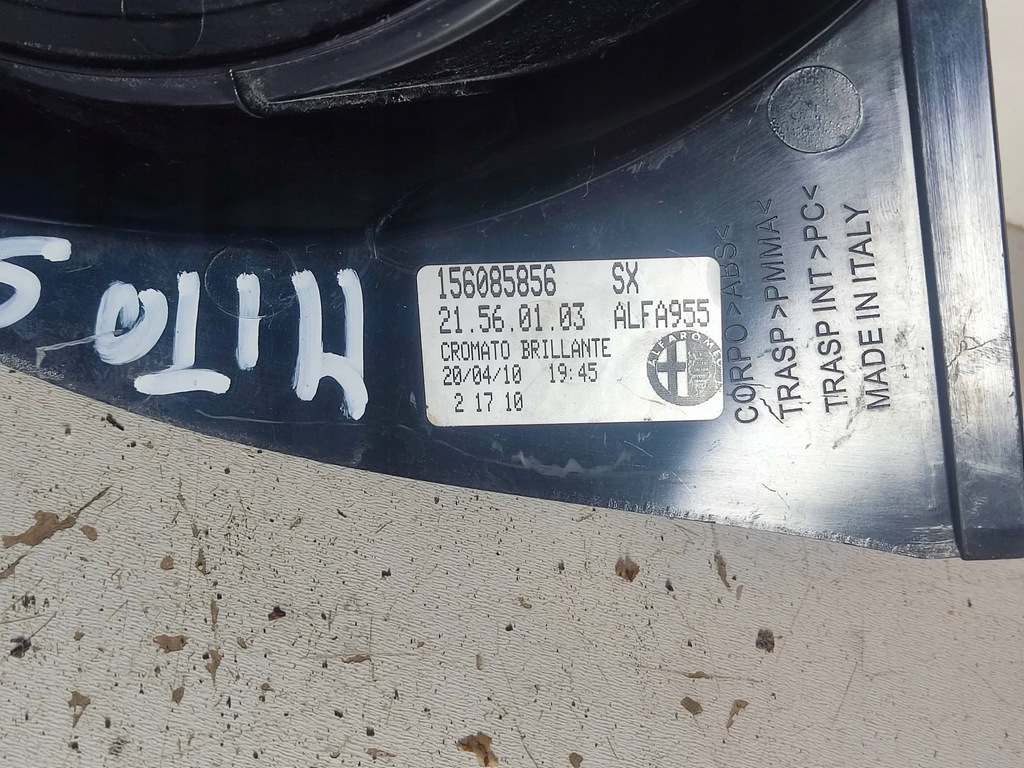 156085856 SX
21.56.01.03 ALFA955
CROMATO BRILLANTE
20/04/10 19:45
2 17 10
CORPO >ABS<
TRASP >PMMA<
TRASP INT >PC<
MADE IN ITALY
MITO